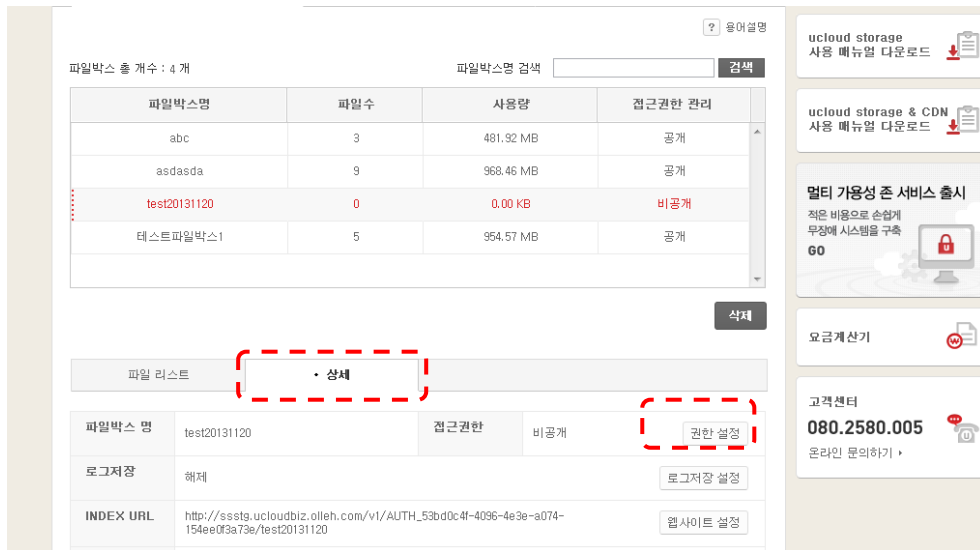 ? 용어설명
파일박스 총 개수 : 4 개
파일박스명 검색
검색
파일박스명 파일수 사용량 접근권한 관리
abc 3 481.92 MB 공개
asdasda 9 968.46 MB 공개
test20131120 0 0.00 KB 비공개
테스트파일박스1 5 954.57 MB 공개
삭제
파일 리스트
• 상세
파일박스 명 test20131120 접근권한 비공개 권한 설정
로그저장 해제 로그저장 설정
INDEX URL http://ssstg.ucloudbiz.olleh.com/v1/AUTH_53bd0c4f-4096-4e3e-a074-
154ee0f3a73e/test20131120 웹사이트 설정
ucloud storage
사용 매뉴얼 다운로드
ucloud storage & CDN
사용 매뉴얼 다운로드
멀티 가용성 존 서비스 출시
적은 비용으로 손쉽게
무장애 시스템을 구축
GO
요금계산기
고객센터
080.2580.005
온라인 문의하기